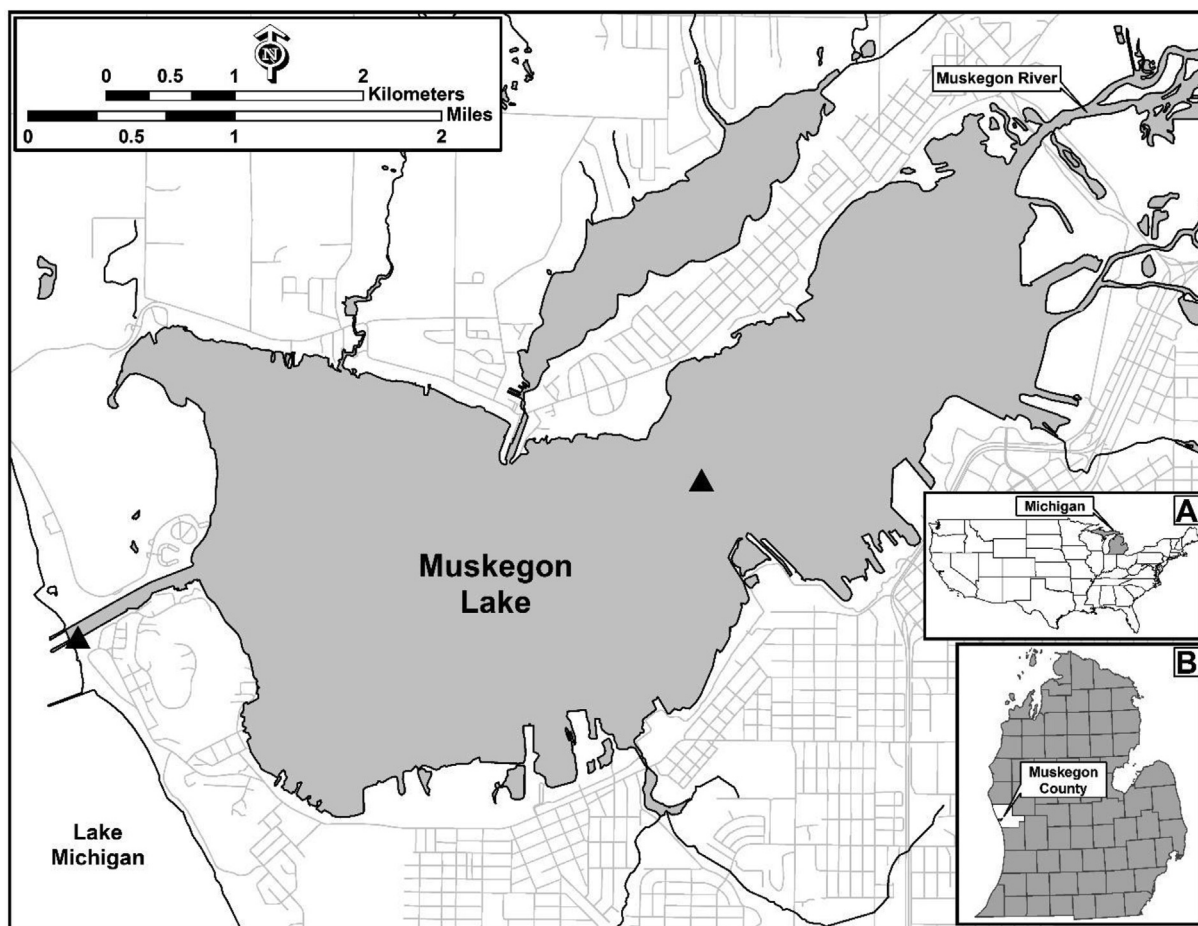 N
0 0.5 1 2
Kilometers
Miles
0 0.5 1 2
Muskegon River
Muskegon
Lake
Lake
Michigan
Michigan
A
B
Muskegon
County